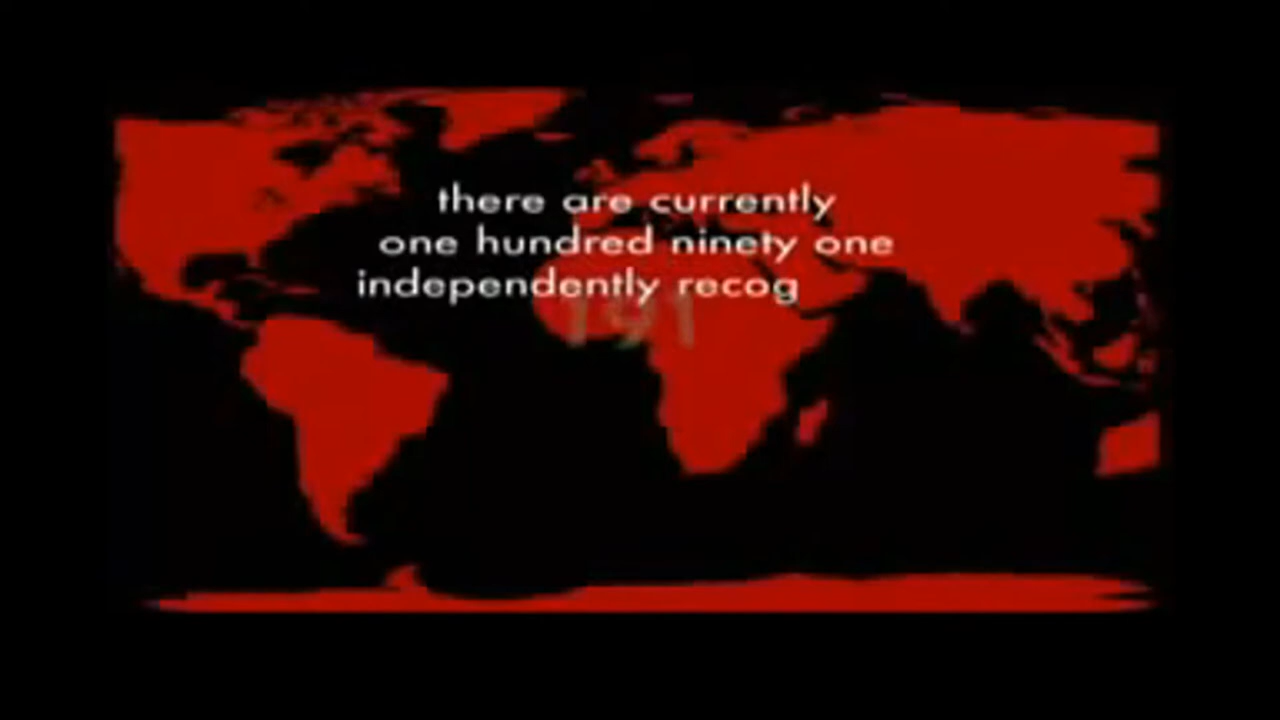 there are currently
one hundred ninety one
independently recog
191